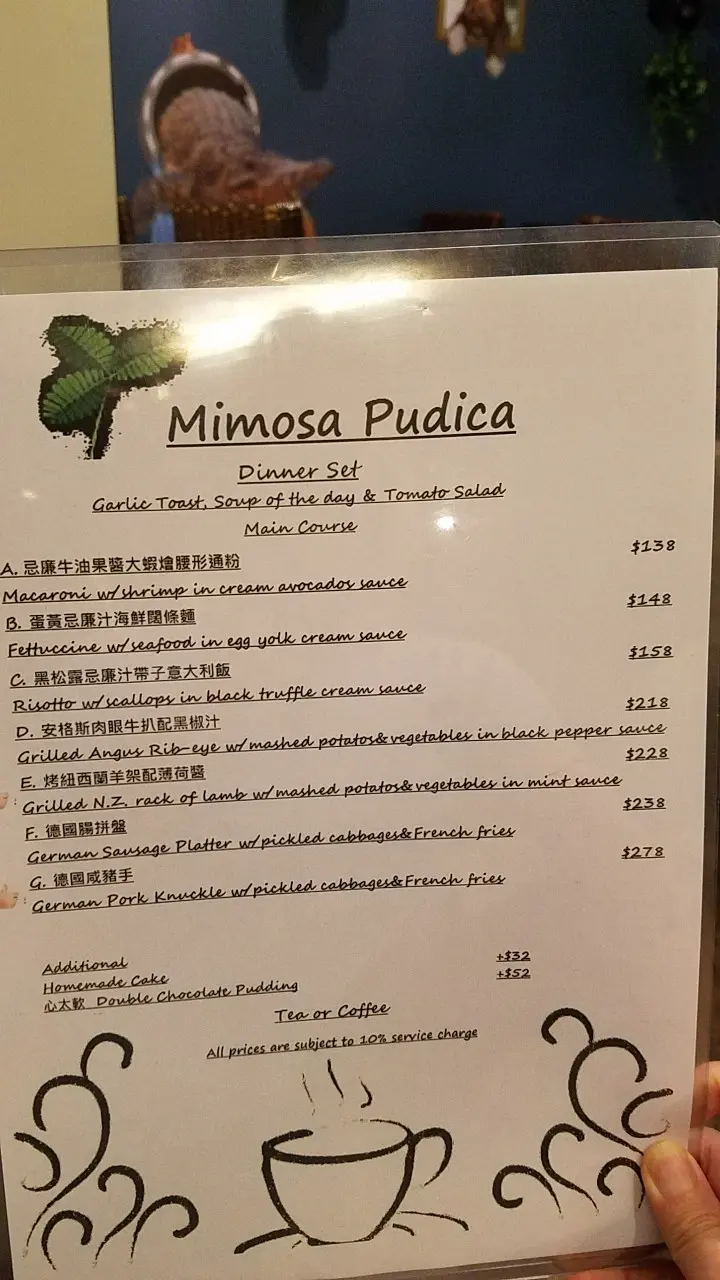 Mimosa Pudica
Dinner Set
Garlic Toast, Soup of the day & Tomato Salad
Main Course
A. 忌廉牛油果醬大蝦燴腰形通粉 $138
Macaroni w/shrimp in cream avocados sauce
B. 蛋黃忌廉汁海鮮闊條麵 $148
Fettuccine w/seafood in egg yolk cream sauce
C. 黑松露忌廉汁帶子意大利飯 $158
Risotto w/scallops in black truffle cream sauce
D. 安格斯肉眼牛扒配黑椒汁 $218
Grilled Angus Rib-eye w/mashed potatos&vegetables in black pepper sauce
E. 烤紐西蘭羊架配薄荷醬 $228
Grilled N.Z. rack of lamb w/mashed potatos&vegetables in mint sauce
F. 德國腸拼盤 $238
German Sausage Platter w/pickled cabbages&French fries
G. 德國咸豬手 $278
German Pork Knuckle w/pickled cabbages&French fries
Additional
Homemade Cake +$32
心太軟 Double Chocolate Pudding +$52
Tea or Coffee
All prices are subject to 10% service charge